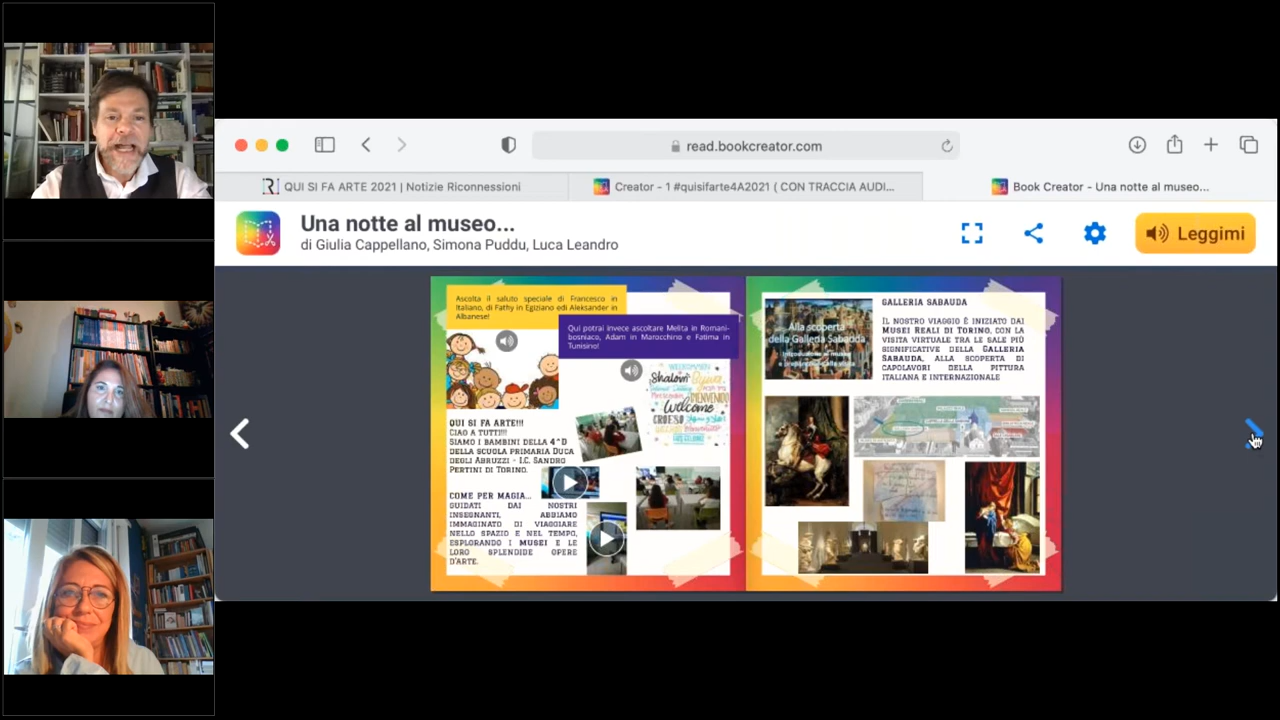 read.bookcreator.com
QUI SI FA ARTE 2021 | Notizie Riconnessioni
Creator - 1 #quisifarte4A2021 ( CON TRACCIA AUDI...
Book Creator - Una notte al museo...
Una notte al museo...
di Giulia Cappellano, Simona Puddu, Luca Leandro
Leggimi
Ascolta il saluto speciale di Francesco in
Italiano, di Fathy in Egiziano edi Aleksander in
Albanese!
Qui potrai invece ascoltare Melita in Romani-
bosniaco, Adam in Marocchino e Fatima in
Tunisino!
Shalom
Welcome
CROESO
QUI SI FA ARTE!!!
CIAO A TUTTI!!!
SIAMO I BAMBINI DELLA 4^D
DELLA SCUOLA PRIMARIA DUCA
DEGLI ABRUZZI - I.C. SANDRO
PERTINI DI TORINO.
COME PER MAGIA...
GUIDATI DAI NOSTRI
INSEGNANTI, ABBIAMO
IMMAGINATO DI VIAGGIARE
NELLO SPAZIO E NEL TEMPO,
ESPLORANDO I MUSEI E LE
LORO SPLENDIDE OPERE
D'ARTE.
Alla scoperta
della Galleria Sabauda
GALLERIA SABAUDA
IL NOSTRO VIAGGIO È INIZIATO DAI
MUSEI REALI DI TORINO, CON LA
VISITA VIRTUALE TRA LE SALE PIÙ
SIGNIFICATIVE DELLA GALLERIA
SABAUDA, ALLA SCOPERTA DI
CAPOLAVORI DELLA PITTURA
ITALIANA E INTERNAZIONALE